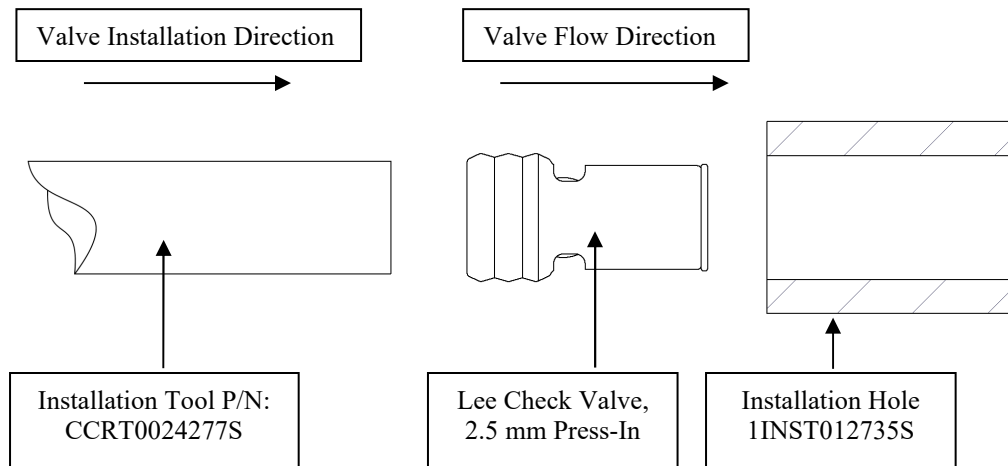 Valve Installation Direction
Valve Flow Direction
Installation Tool P/N:
CCRT0024277S
Lee Check Valve,
2.5 mm Press-In
Installation Hole
1INST012735S